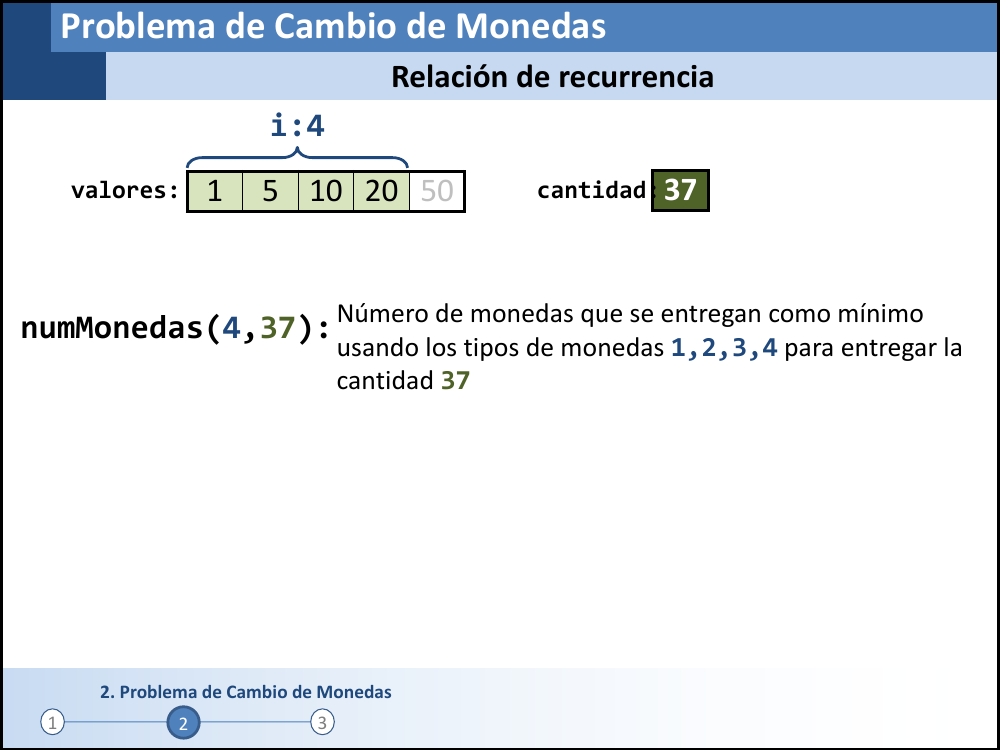 Problema de Cambio de Monedas
Relación de recurrencia
i:4
valores: 1 5 10 20 50 cantidad: 37
numMonedas(4,37): Número de monedas que se entregan como mínimo
usando los tipos de monedas 1,2,3,4 para entregar la
cantidad 37
2. Problema de Cambio de Monedas
1 2 3